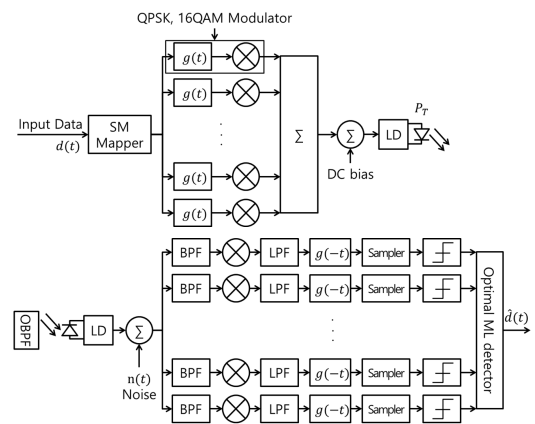 QPSK, 16QAM Modulator
g(t)
g(t)
Input Data
d(t)
SM
Mapper
Σ
Σ
LD
P_T
DC bias
g(t)
g(t)
BPF
LPF
g(−t)
Sampler
BPF
LPF
g(−t)
Sampler
OBPF
LD
Σ
n(t)
Noise
Optimal ML detector
d̂(t)
BPF
LPF
g(−t)
Sampler
BPF
LPF
g(−t)
Sampler